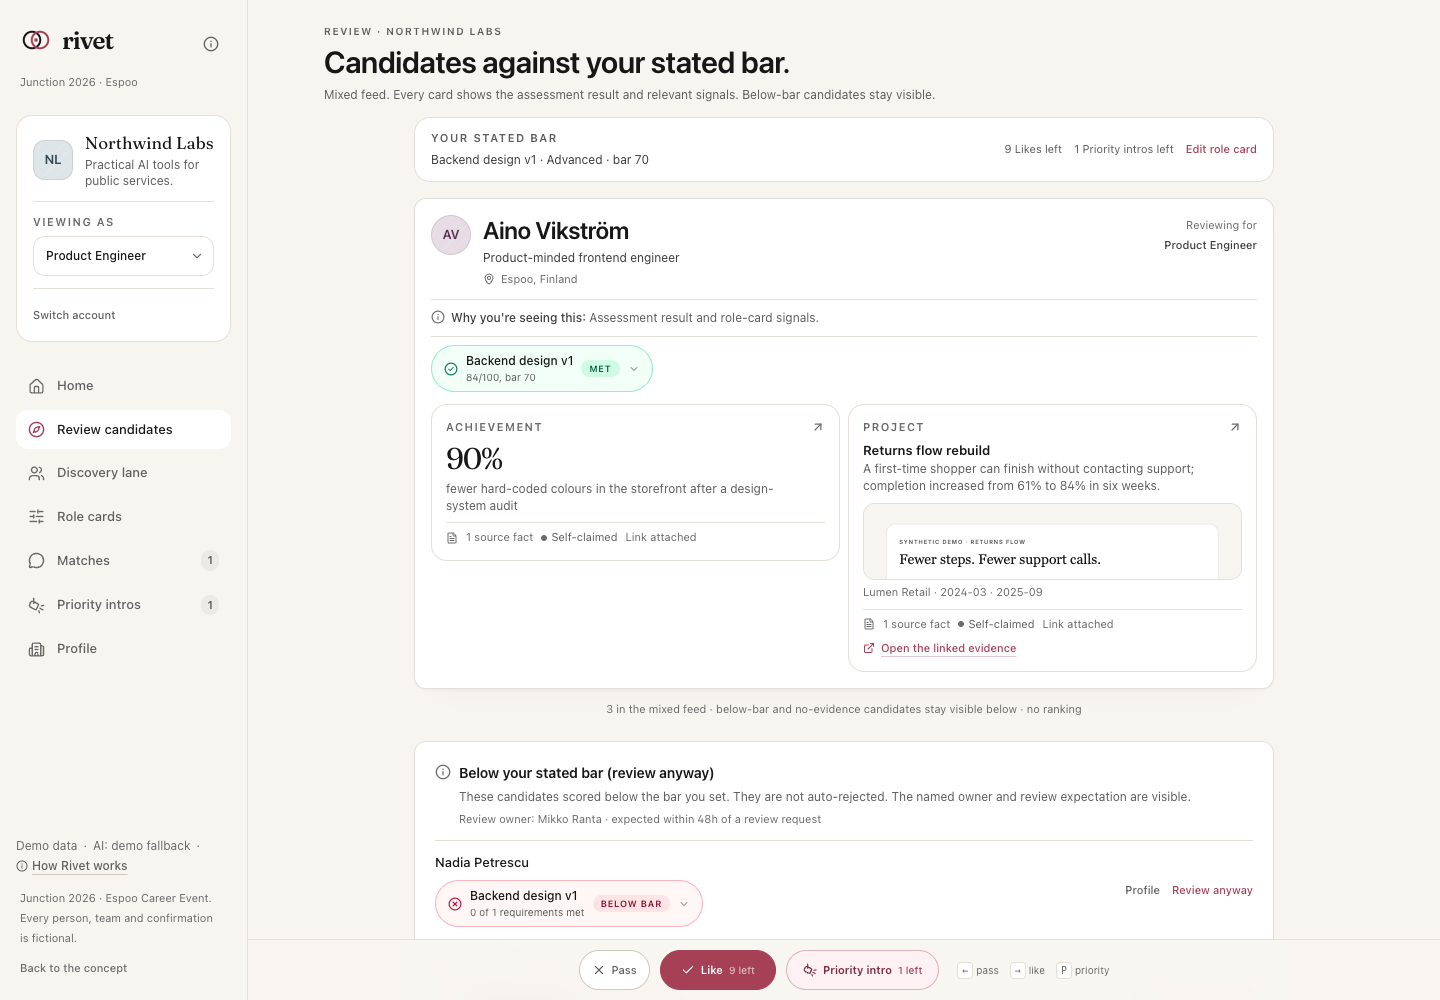 rivet
Junction 2026 · Espoo
NL
Northwind Labs
Practical AI tools for
public services.
VIEWING AS
Product Engineer
Switch account
Home
Review candidates
Discovery lane
Role cards
Matches 1
Priority intros 1
Profile
Demo data · AI: demo fallback ·
How Rivet works
Junction 2026 · Espoo Career Event.
Every person, team and confirmation
is fictional.
Back to the concept
REVIEW · NORTHWIND LABS
Candidates against your stated bar.
Mixed feed. Every card shows the assessment result and relevant signals. Below-bar candidates stay visible.
YOUR STATED BAR
Backend design v1 · Advanced · bar 70
9 Likes left 1 Priority intros left Edit role card
AV
Aino Vikström
Product-minded frontend engineer
Espoo, Finland
Reviewing for
Product Engineer
Why you're seeing this: Assessment result and role-card signals.
Backend design v1
84/100, bar 70
MET
ACHIEVEMENT
90%
fewer hard-coded colours in the storefront after a design-
system audit
1 source fact ● Self-claimed Link attached
PROJECT
Returns flow rebuild
A first-time shopper can finish without contacting support;
completion increased from 61% to 84% in six weeks.
SYNTHETIC DEMO · RETURNS FLOW
Fewer steps. Fewer support calls.
Lumen Retail · 2024-03 · 2025-09
1 source fact ● Self-claimed Link attached
Open the linked evidence
3 in the mixed feed · below-bar and no-evidence candidates stay visible below · no ranking
Below your stated bar (review anyway)
These candidates scored below the bar you set. They are not auto-rejected. The named owner and review expectation are visible.
Review owner: Mikko Ranta · expected within 48h of a review request
Nadia Petrescu
Backend design v1
0 of 1 requirements met
BELOW BAR
Profile Review anyway
Pass
Like 9 left
Priority intro 1 left
← pass → like P priority